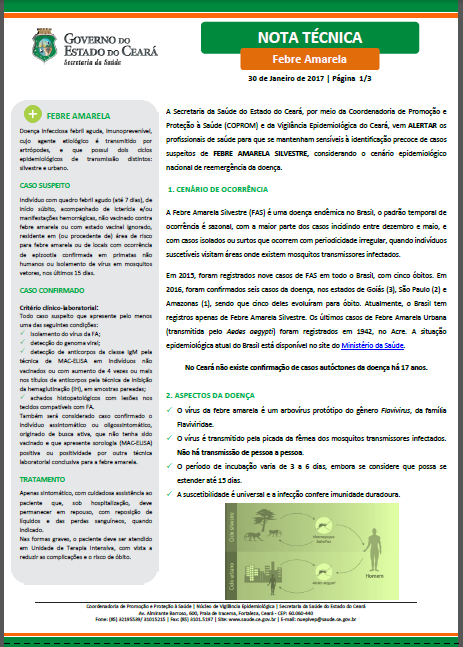 GOVERNO DO
ESTADO DO CEARÁ
Secretaria da Saúde
NOTA TÉCNICA
Febre Amarela
30 de Janeiro de 2017 | Página 1/3
FEBRE AMARELA
Doença infecciosa febril aguda, imunoprevenível,
cujo agente etiológico é transmitido por
artrópodes, e que possui dois ciclos
epidemiológicos de transmissão distintos:
silvestre e urbano.
CASO SUSPEITO
Indivíduo com quadro febril agudo (até 7 dias), de
início súbito, acompanhado de icterícia e/ou
manifestações hemorrágicas, não vacinado contra
febre amarela ou com estado vacinal ignorado,
residente em (ou procedente de) área de risco
para febre amarela ou de locais com ocorrência
de epizootia confirmada em primatas não
humanos ou isolamento de vírus em mosquitos
vetores, nos últimos 15 dias.
CASO CONFIRMADO
Critério clínico-laboratorial:
Todo caso suspeito que apresente pelo menos
uma das seguintes condições:
✓ Isolamento do vírus da FA;
✓ detecção do genoma viral;
✓ detecção de anticorpos da classe IgM pela
técnica de MAC-ELISA em indivíduos não
vacinados ou com aumento de 4 vezes ou mais
nos títulos de anticorpos pela técnica de inibição
da hemaglutinação (IH), em amostras pareadas;
✓ achados histopatológicos com lesões nos
tecidos compatíveis com FA.
Também será considerado caso confirmado o
indivíduo assintomático ou oligossintomático,
originado de busca ativa, que não tenha sido
vacinado e que apresente sorologia (MAC-ELISA)
positiva ou positividade por outra técnica
laboratorial conclusiva para a febre amarela.
TRATAMENTO
Apenas sintomático, com cuidadosa assistência ao
paciente que, sob hospitalização, deve
permanecer em repouso, com reposição de
líquidos e das perdas sanguíneas, quando
indicado.
Nas formas graves, o paciente deve ser atendido
em Unidade de Terapia Intensiva, com vista a
reduzir as complicações e o risco de óbito.
A Secretaria da Saúde do Estado do Ceará, por meio da Coordenadoria de Promoção e
Proteção à Saúde (COPROM) e da Vigilância Epidemiológica do Ceará, vem ALERTAR os
profissionais de saúde para que se mantenham sensíveis à identificação precoce de casos
suspeitos de FEBRE AMARELA SILVESTRE, considerando o cenário epidemiológico
nacional de reemergência da doença.
1. CENÁRIO DE OCORRÊNCIA
A Febre Amarela Silvestre (FAS) é uma doença endêmica no Brasil, o padrão temporal de
ocorrência é sazonal, com a maior parte dos casos incidindo entre dezembro e maio, e
com casos isolados ou surtos que ocorrem com periodicidade irregular, quando indivíduos
suscetíveis visitam áreas onde existem mosquitos transmissores infectados.
Em 2015, foram registrados nove casos de FAS em todo o Brasil, com cinco óbitos. Em
2016, foram confirmados seis casos da doença, nos estados de Goiás (3), São Paulo (2) e
Amazonas (1), sendo que cinco deles evoluíram para óbito. Atualmente, o Brasil tem
registros apenas de Febre Amarela Silvestre. Os últimos casos de Febre Amarela Urbana
(transmitida pelo Aedes aegypti) foram registrados em 1942, no Acre. A situação
epidemiológica atual do Brasil está disponível no site do Ministério da Saúde.
No Ceará não existe confirmação de casos autóctones da doença há 17 anos.
2. ASPECTOS DA DOENÇA
✓ O vírus da febre amarela é um arbovírus protótipo do gênero Flavivirus, da família
Flaviviridae.
✓ O vírus é transmitido pela picada da fêmea dos mosquitos transmissores infectados.
Não há transmissão de pessoa a pessoa.
✓ O período de incubação varia de 3 a 6 dias, embora se considere que possa se
estender até 15 dias.
✓ A suscetibilidade é universal e a infecção confere imunidade duradoura.
Ciclo silvestre
Haemagogus
Sabethes
Ciclo urbano
Aedes aegypti
Homem
Coordenadoria de Promoção e Proteção à Saúde | Núcleo de Vigilância Epidemiológica | Secretaria da Saúde do Estado do Ceará
Av. Almirante Barroso, 600, Praia de Iracema, Fortaleza, Ceará - CEP: 60.060-440
Fone: (85) 32195539/ 31015215 | Fax: (85) 3101.5197 | Site: www.saude.ce.gov.br | E-mail: nuepivep@saude.ce.gov.br